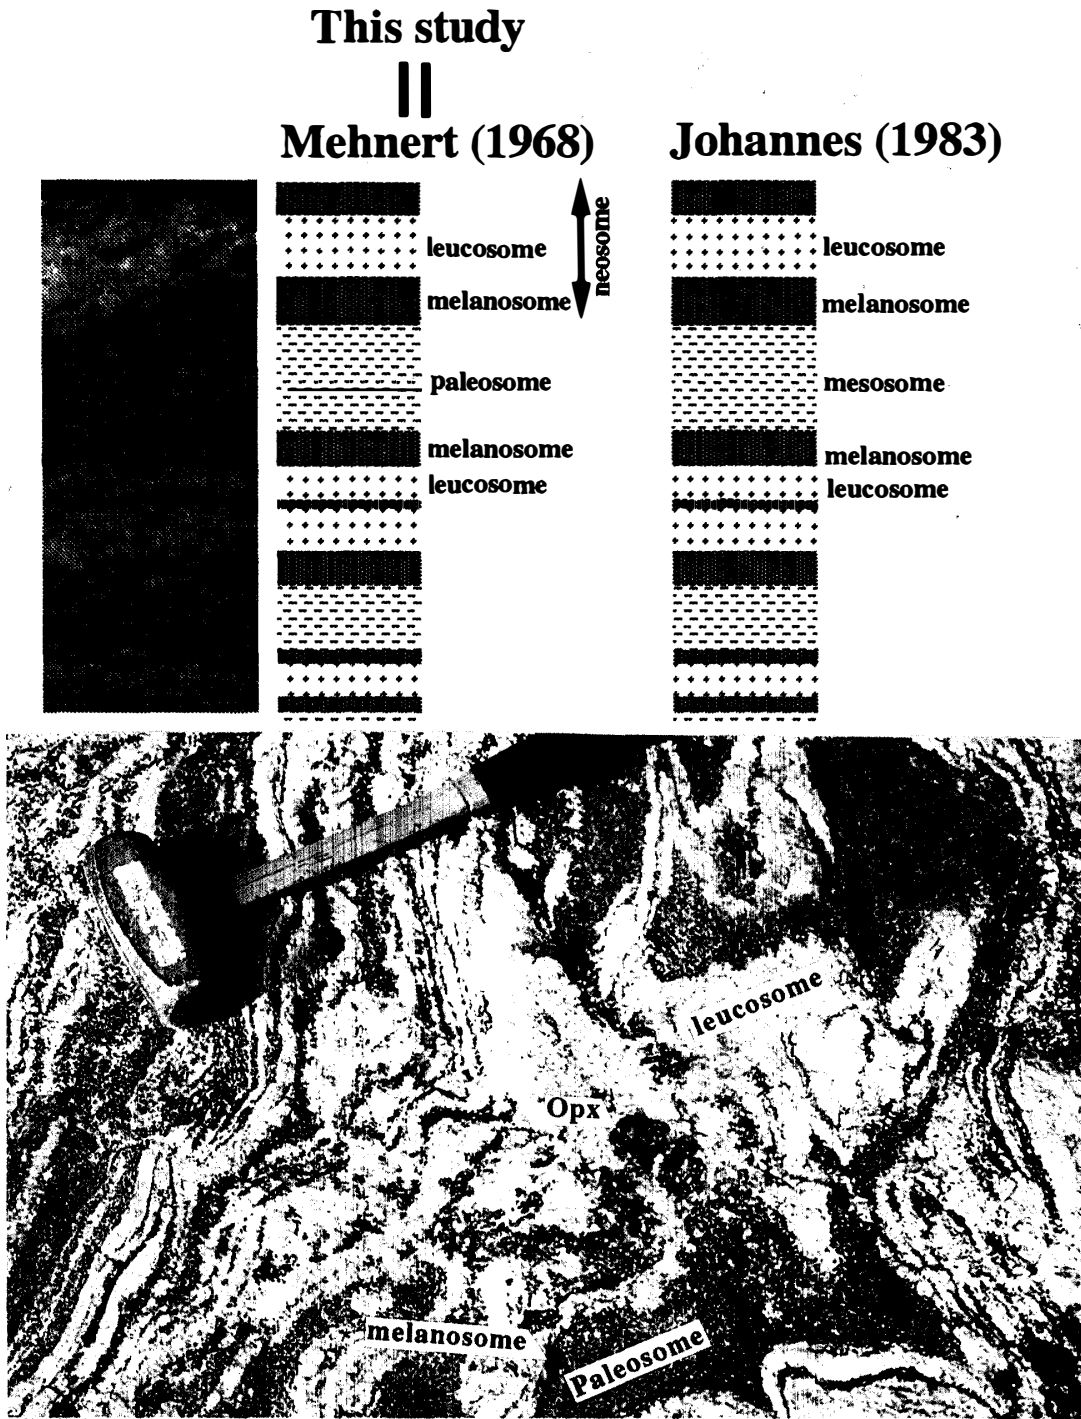 This study
Mehnert (1968)
Johannes (1983)
leucosome
melanosome
paleosome
melanosome
leucosome
neosome
leucosome
melanosome
mesosome
melanosome
leucosome
leucosome
Opx
melanosome
Paleosome